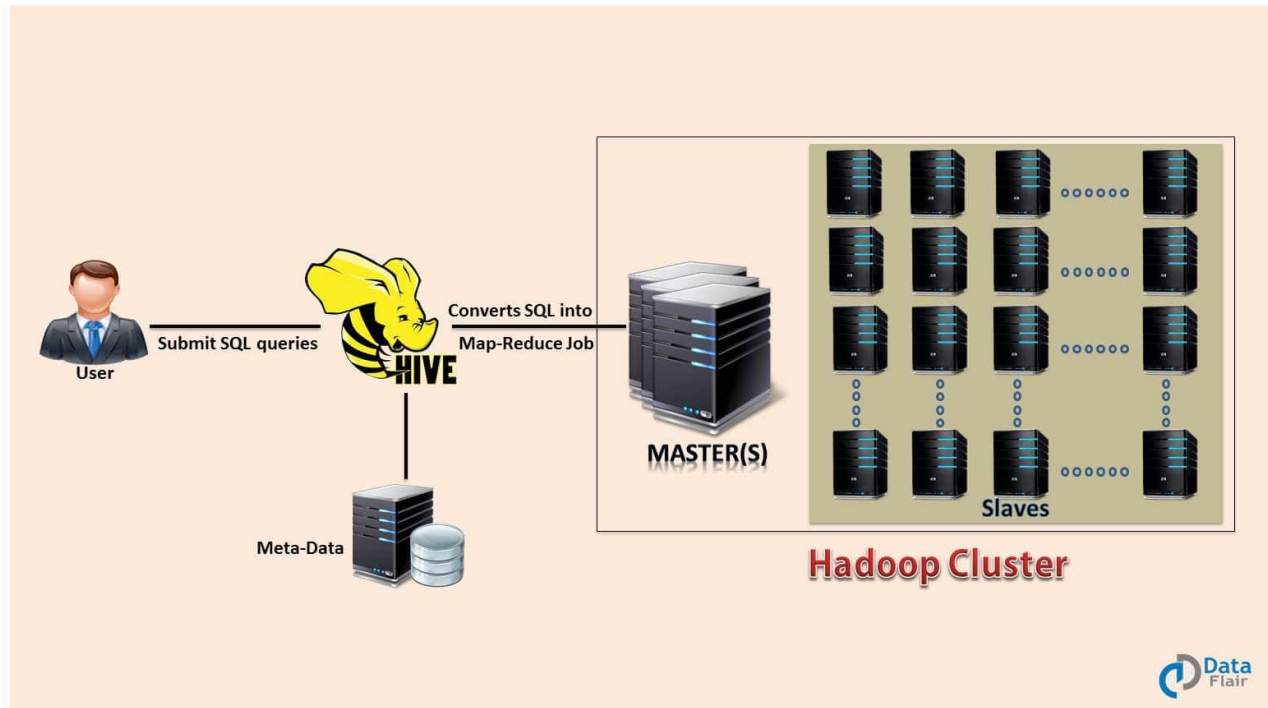 Submit SQL queries
User
HIVE
Converts SQL into
Map-Reduce Job
Meta-Data
MASTER(S)
Slaves
Hadoop Cluster
Data
Flair